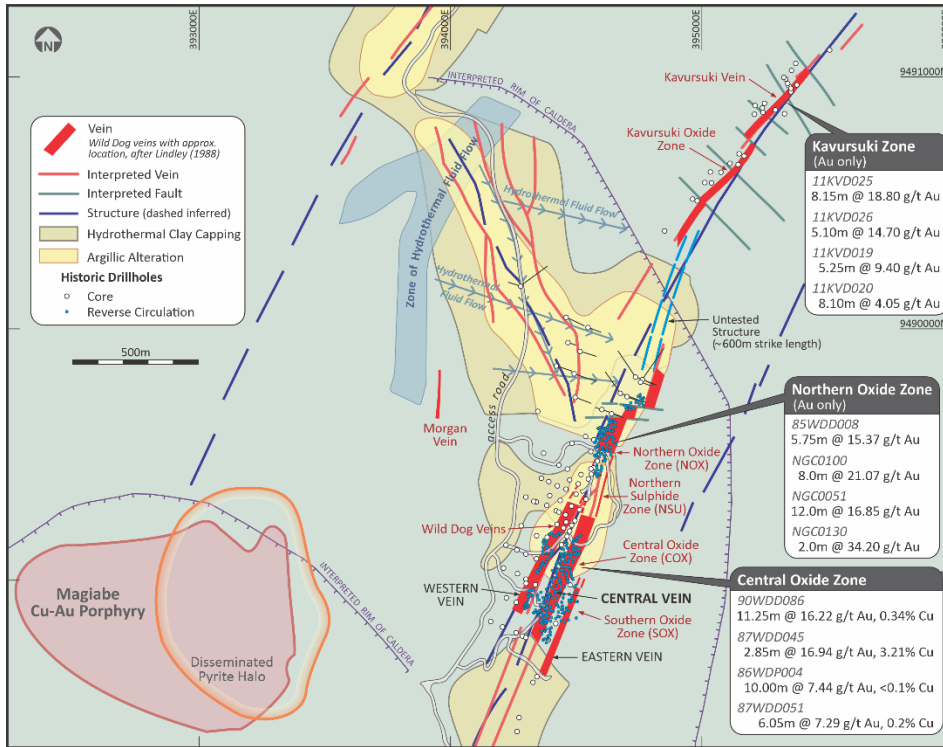 393000E
394000E
395000E
N
9491000N
INTERPRETED RIM OF CALDERA
Kavursuki Vein
Kavursuki Oxide
Zone
Vein
Wild Dog veins with approx.
location, after Lindley (1988)
Interpreted Vein
Interpreted Fault
Structure (dashed inferred)
Hydrothermal Clay Capping
Argillic Alteration
Historic Drillholes
Core
Reverse Circulation
500m
Kavursuki Zone
(Au only)
11KVD025
8.15m @ 18.80 g/t Au
11KVD026
5.10m @ 14.70 g/t Au
11KVD019
5.25m @ 9.40 g/t Au
11KVD020
8.10m @ 4.05 g/t Au
Zone of Hydrothermal Fluid Flow
Hydrothermal Fluid Flow
Hydrothermal
Fluid Flow
9490000N
Untested
Structure
(~600m strike length)
access road
Morgan
Vein
Northern Oxide Zone
(Au only)
85WDD008
5.75m @ 15.37 g/t Au
NGC0100
8.0m @ 21.07 g/t Au
NGC0051
12.0m @ 16.85 g/t Au
NGC0130
2.0m @ 34.20 g/t Au
Northern Oxide
Zone (NOX)
Northern
Sulphide
Zone (NSU)
Wild Dog Veins
Central Oxide
Zone (COX)
WESTERN
VEIN
CENTRAL VEIN
Southern Oxide
Zone (SOX)
EASTERN VEIN
Central Oxide Zone
90WDD086
11.25m @ 16.22 g/t Au, 0.34% Cu
87WDD045
2.85m @ 16.94 g/t Au, 3.21% Cu
86WDP004
10.00m @ 7.44 g/t Au, <0.1% Cu
87WDD051
6.05m @ 7.29 g/t Au, 0.2% Cu
Magiabe
Cu-Au Porphyry
Disseminated
Pyrite Halo
INTERPRETED RIM OF CALDERA